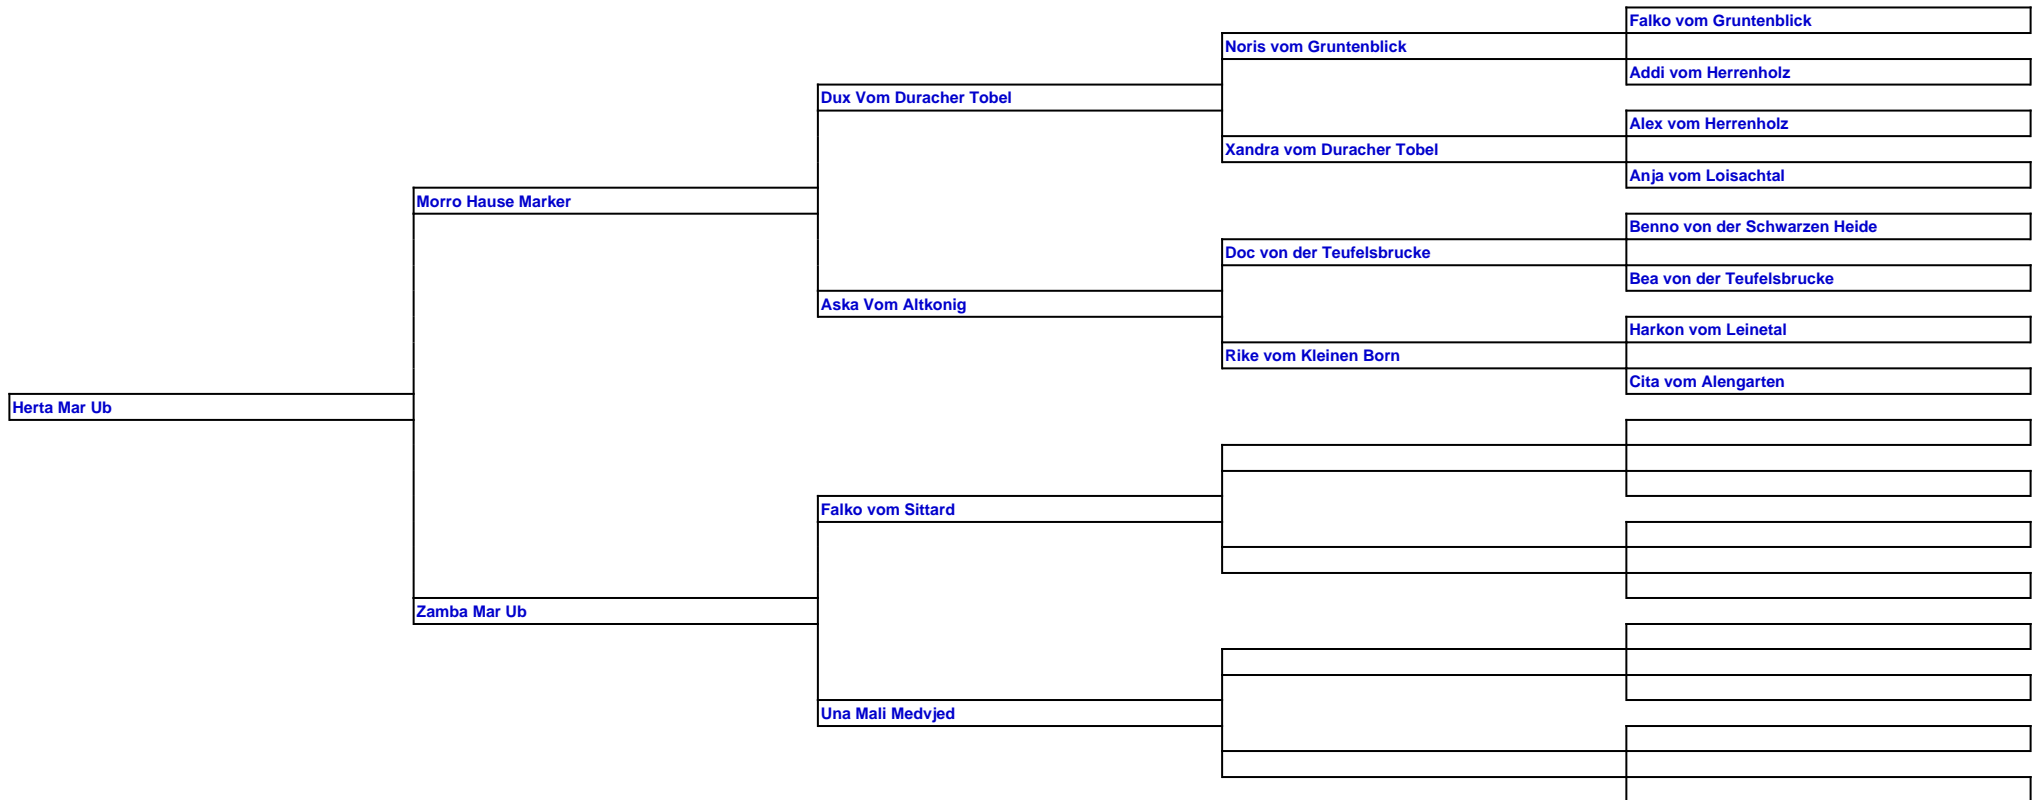 Falko vom Gruntenblick
Noris vom Gruntenblick
Addi vom Herrenholz
Dux Vom Duracher Tobel
Alex vom Herrenholz
Xandra vom Duracher Tobel
Anja vom Loisachtal
Morro Hause Marker
Benno von der Schwarzen Heide
Doc von der Teufelsbrucke
Bea von der Teufelsbrucke
Aska Vom Altkonig
Harkon vom Leinetal
Rike vom Kleinen Born
Cita vom Alengarten
Herta Mar Ub
Falko vom Sittard
Zamba Mar Ub
Una Mali Medvjed